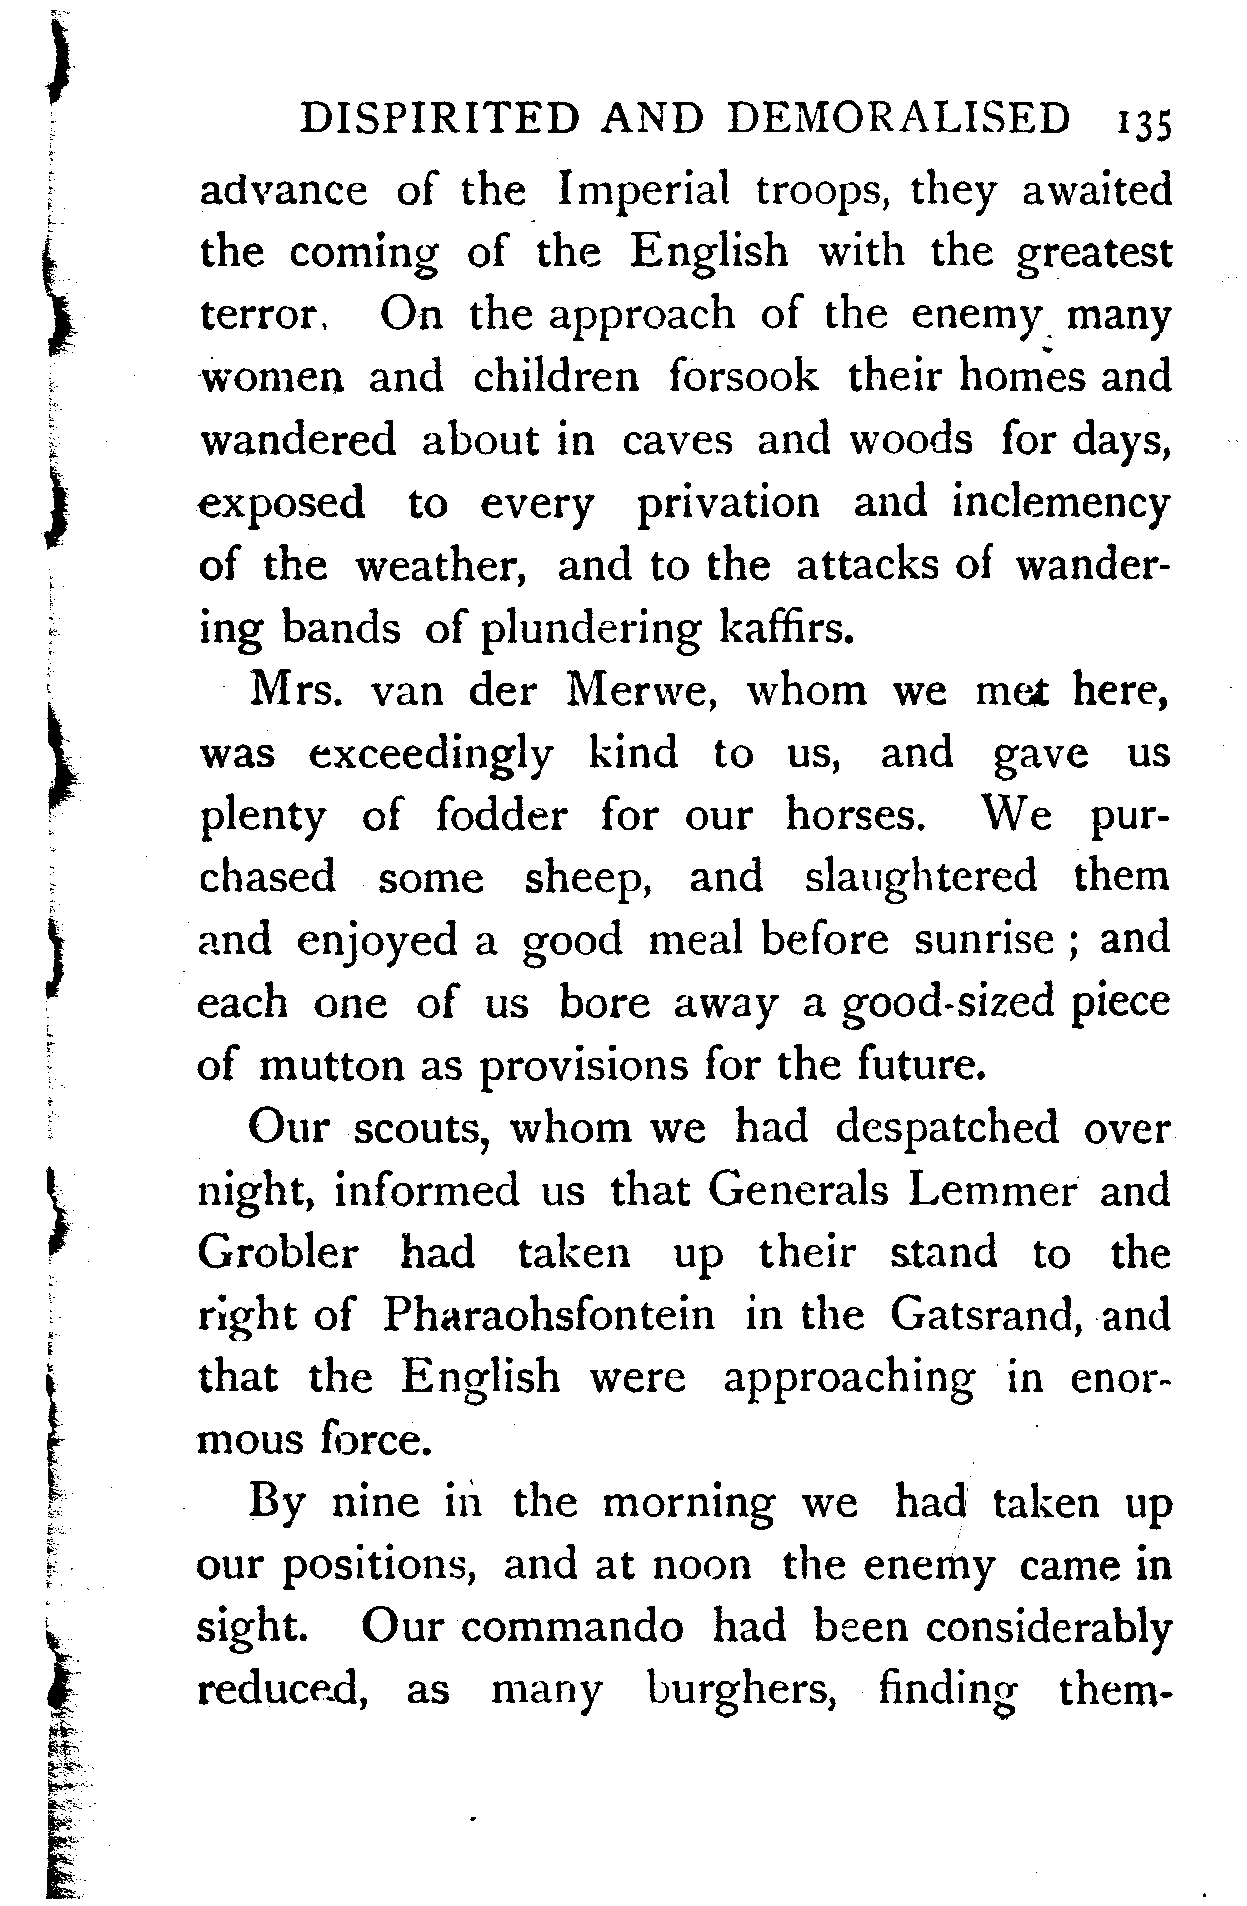 DISPIRITED AND DEMORALISED 135
advance of the Imperial troops, they awaited
the coming of the English with the greatest
terror. On the approach of the enemy many
women and children forsook their homes and
wandered about in caves and woods for days,
exposed to every privation and inclemency
of the weather, and to the attacks of wander-
ing bands of plundering kaffirs.
Mrs. van der Merwe, whom we met here,
was exceedingly kind to us, and gave us
plenty of fodder for our horses. We pur-
chased some sheep, and slaughtered them
and enjoyed a good meal before sunrise ; and
each one of us bore away a good-sized piece
of mutton as provisions for the future.
Our scouts, whom we had despatched over
night, informed us that Generals Lemmer and
Grobler had taken up their stand to the
right of Pharaohsfontein in the Gatsrand, and
that the English were approaching in enor-
mous force.
By nine in the morning we had taken up
our positions, and at noon the enemy came in
sight. Our commando had been considerably
reduced, as many burghers, finding them-